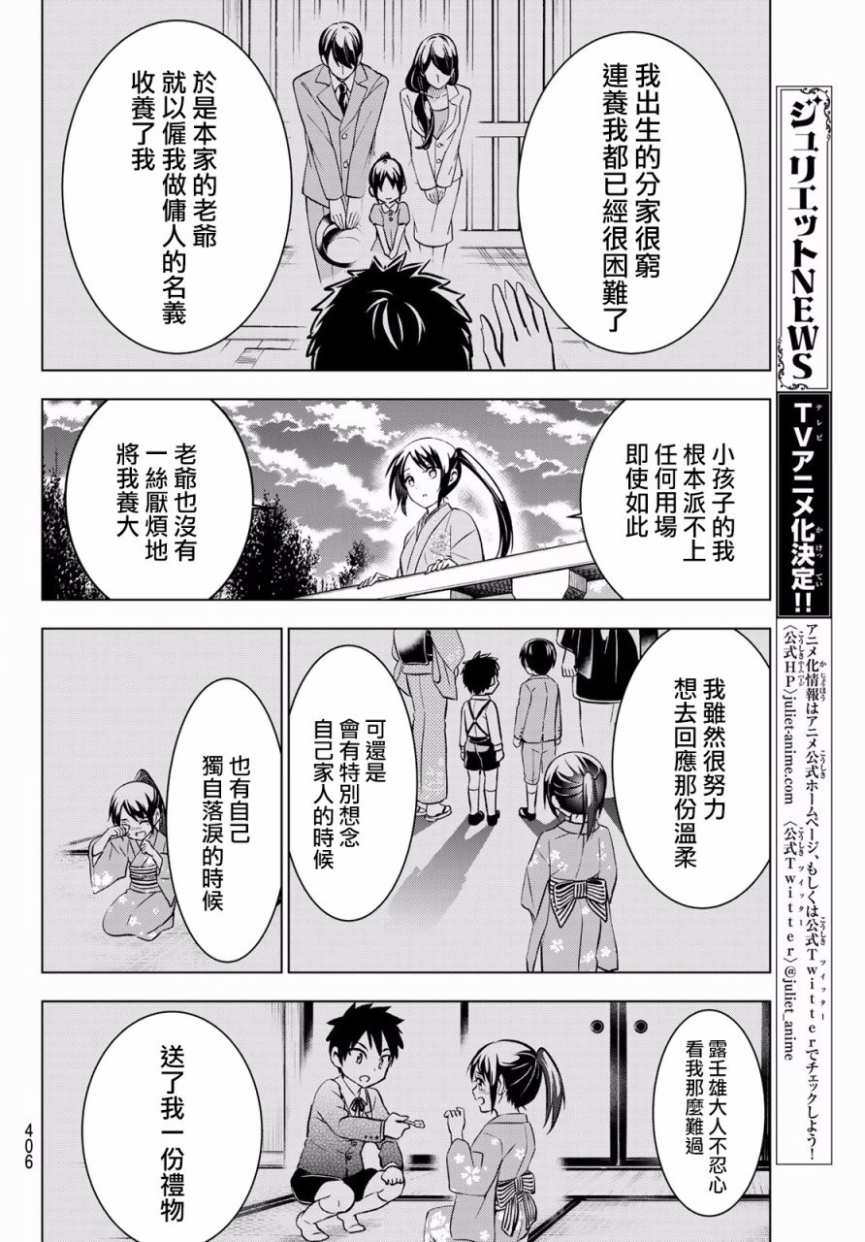 我出生的分家很窮
連養我都已經很困難了
於是本家的老爺
就以僱我做傭人的名義
收養了我
小孩子的我
根本派不上
任何用場
即使如此
老爺也沒有
一絲厭煩地
將我養大
我雖然很努力
想去回應那份溫柔
可還是
會有特別想念
自己家人的時候
也有自己
獨自落淚的時候
露壬雄大人不忍心
看我那麼難過
送了我一份禮物
406
ジュリエットNEWS
TVアニメ化決定!!
テレビ
かけってい
アニメ化情報はアニメ公式ホームページ、もしくは公式Twitterでチェックしよう!
〈公式HP〉juliet-anime.com 〈公式Twitter〉@juliet_anime